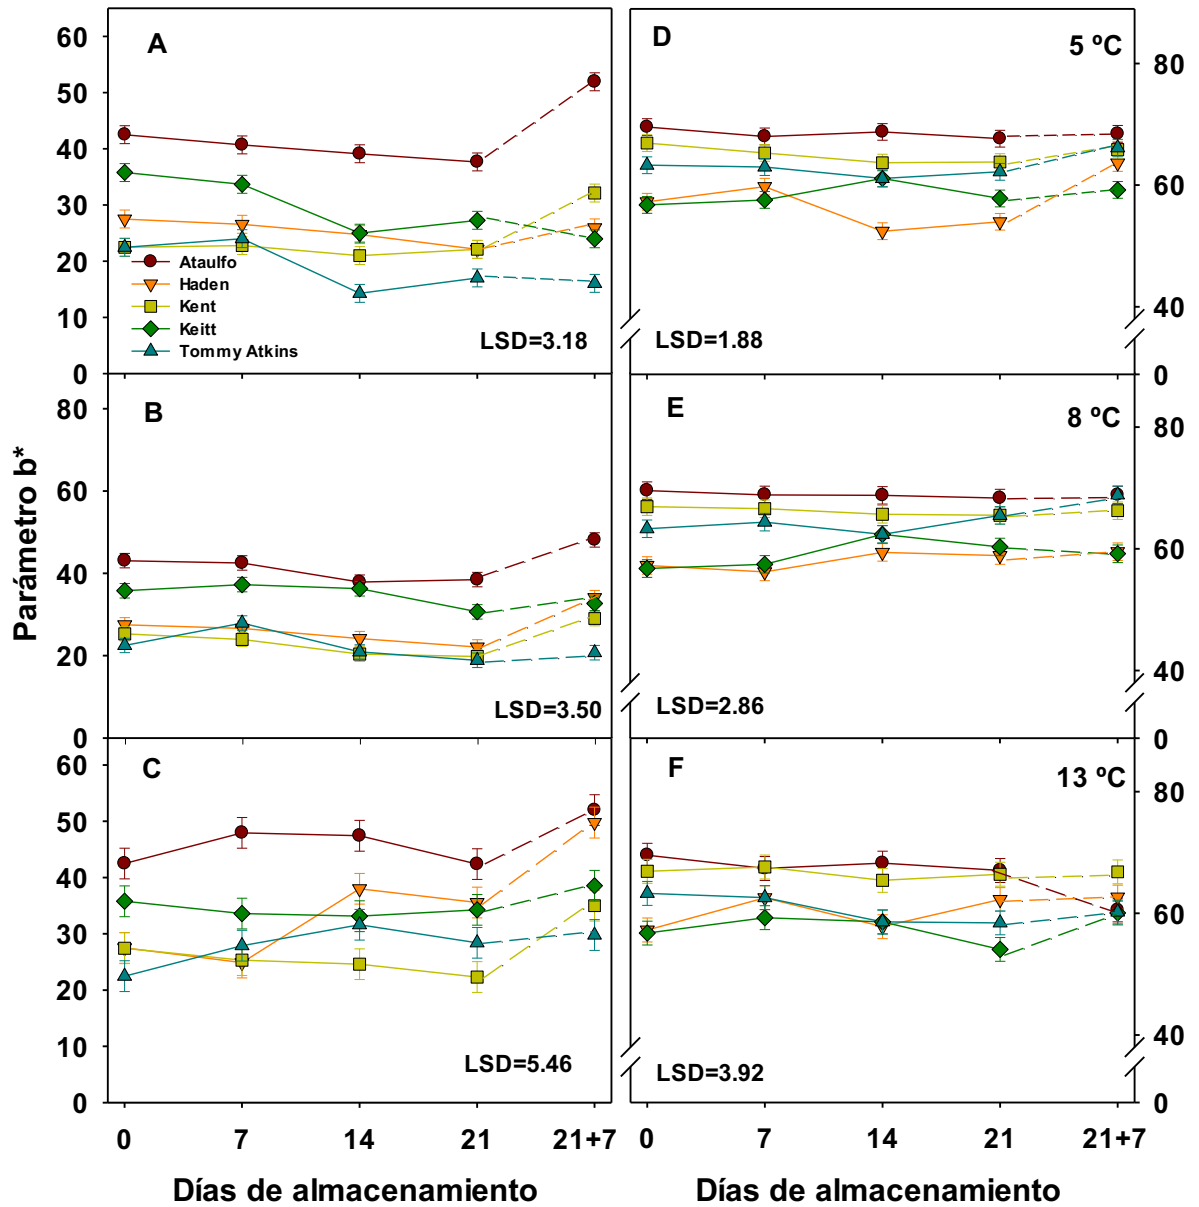 Parámetro b*
A
60
50
40
30
20
10
0
Ataulfo
Haden
Kent
Keitt
Tommy Atkins
LSD=3.18
D
5 ºC
80
60
40
0
LSD=1.88
B
80
60
40
20
0
LSD=3.50
E
8 ºC
80
60
40
0
LSD=2.86
C
60
50
40
30
20
10
0
LSD=5.46
0 7 14 21 21+7
Días de almacenamiento
F
13 ºC
80
60
40
0
LSD=3.92
0 7 14 21 21+7
Días de almacenamiento